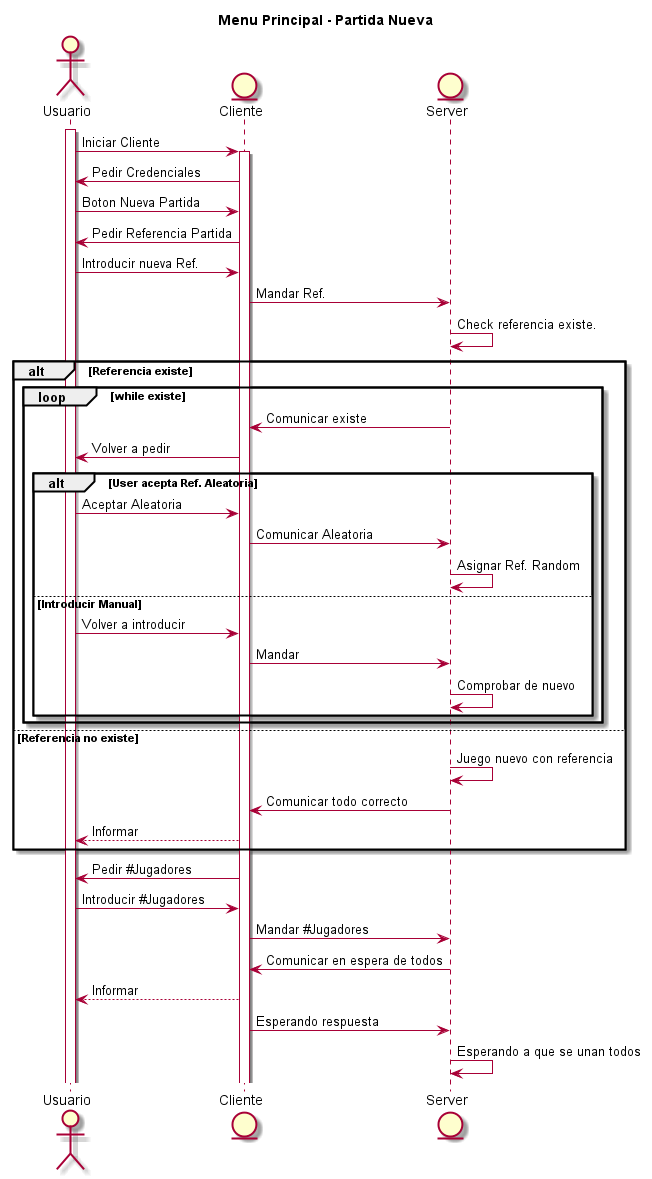 Menu Principal - Partida Nueva
Usuario
Cliente
Server
Iniciar Cliente
Pedir Credenciales
Boton Nueva Partida
Pedir Referencia Partida
Introducir nueva Ref.
Mandar Ref.
Check referencia existe.
alt [Referencia existe]
loop [while existe]
Comunicar existe
Volver a pedir
alt [User acepta Ref. Aleatoria]
Aceptar Aleatoria
Comunicar Aleatoria
Asignar Ref. Random
[Introducir Manual]
Volver a introducir
Mandar
Comprobar de nuevo
[Referencia no existe]
Juego nuevo con referencia
Comunicar todo correcto
Informar
Pedir #Jugadores
Introducir #Jugadores
Mandar #Jugadores
Comunicar en espera de todos
Informar
Esperando respuesta
Esperando a que se unan todos
Usuario
Cliente
Server